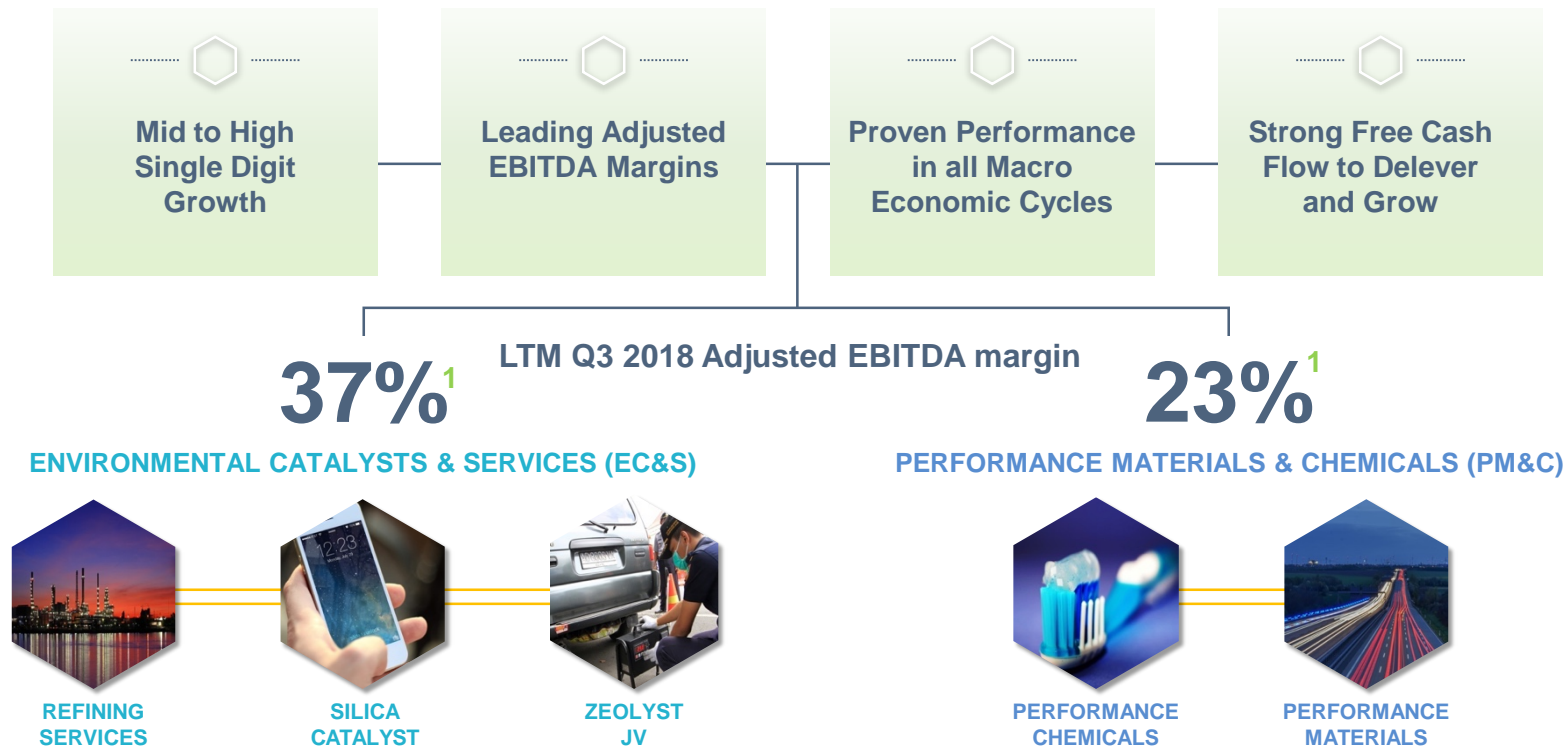 Mid to High
Single Digit
Growth
Leading Adjusted
EBITDA Margins
Proven Performance
in all Macro
Economic Cycles
Strong Free Cash
Flow to Delever
and Grow
LTM Q3 2018 Adjusted EBITDA margin
37%1
23%1
ENVIRONMENTAL CATALYSTS & SERVICES (EC&S)
PERFORMANCE MATERIALS & CHEMICALS (PM&C)
12:23
REFINING
SERVICES
SILICA
CATALYST
ZEOLYST
JV
PERFORMANCE
CHEMICALS
PERFORMANCE
MATERIALS